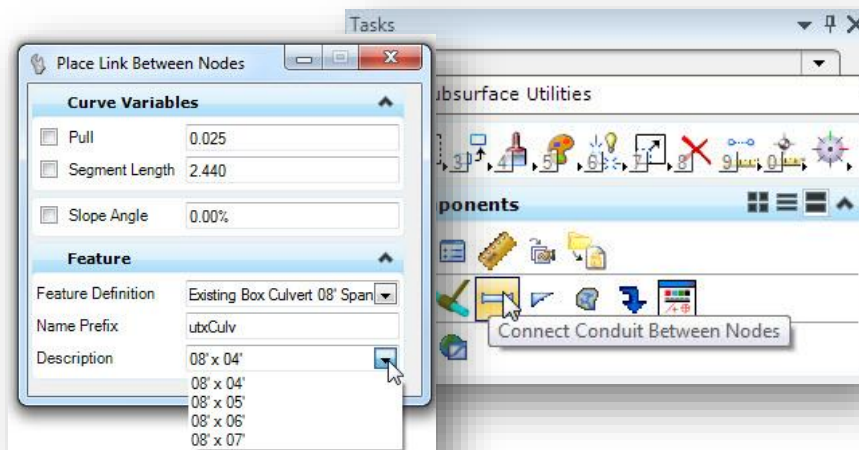 Tasks
Place Link Between Nodes
Curve Variables
Pull 0.025
Segment Length 2.440
Slope Angle 0.00%
Feature
Feature Definition Existing Box Culvert 08' Span
Name Prefix utxCulv
Description 08' x 04'
08' x 04'
08' x 05'
08' x 06'
08' x 07'
ubsurface Utilities
3 4 5 6 7 8 9 0
ponents
Connect Conduit Between Nodes